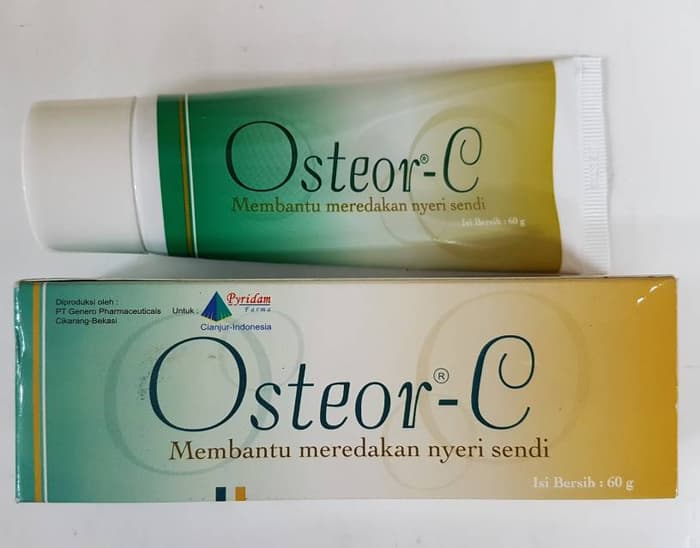 Osteor®-C
Membantu meredakan nyeri sendi
Isi Bersih : 60 g
Diproduksi oleh :
PT Genero Pharmaceuticals
Cikarang-Bekasi
Untuk :
Pyridam
Farma
Cianjur-Indonesia
Osteor®-C
Membantu meredakan nyeri sendi
Isi Bersih : 60 g